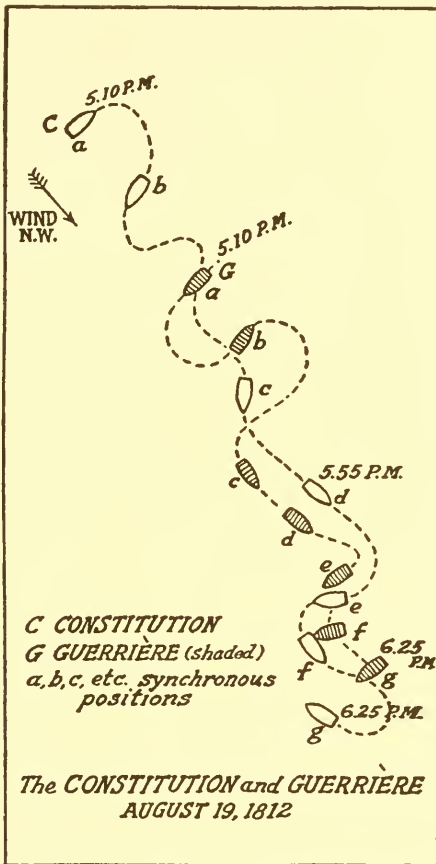 5.10 P.M.
C
a
b
WIND
N.W.
5.10 P.M.
G
a
b
c
c
5.55 P.M.
d
d
e
e
f
6.25
P.M.
f
g
6.25 P.M.
g
C CONSTITUTION
G GUERRIÈRE (shaded)
a, b, c, etc. synchronous
positions
The CONSTITUTION and GUERRIÈRE
AUGUST 19, 1812